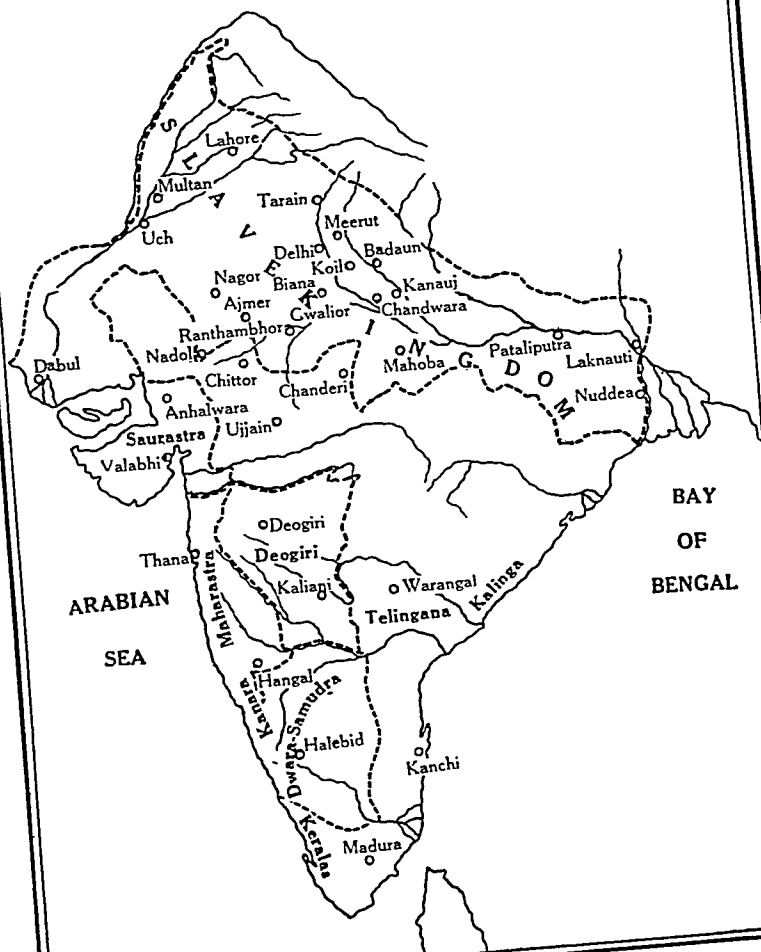 SLAVE KINGDOM
Lahore
Multan
Tarain
Uch
Meerut
Delhi
Badaun
Koil
Nagor
Biana
Kanauj
Ajmer
Gwalior
Chandwara
Ranthambhor
Nadol
Mahoba
Pataliputra
Laknauti
Dabul
Chittor
Chanderi
Nuddea
Anhalwara
Ujjain
Saurastra
Valabhi
BAY
OF
BENGAL
Deogiri
Deogiri
Thana
Maharastra
Kaliani
Warangal
Kalinga
Telingana
ARABIAN
SEA
Hangal
Kanara
Dwara-Samudra
Halebid
Kanchi
Keralas
Madura